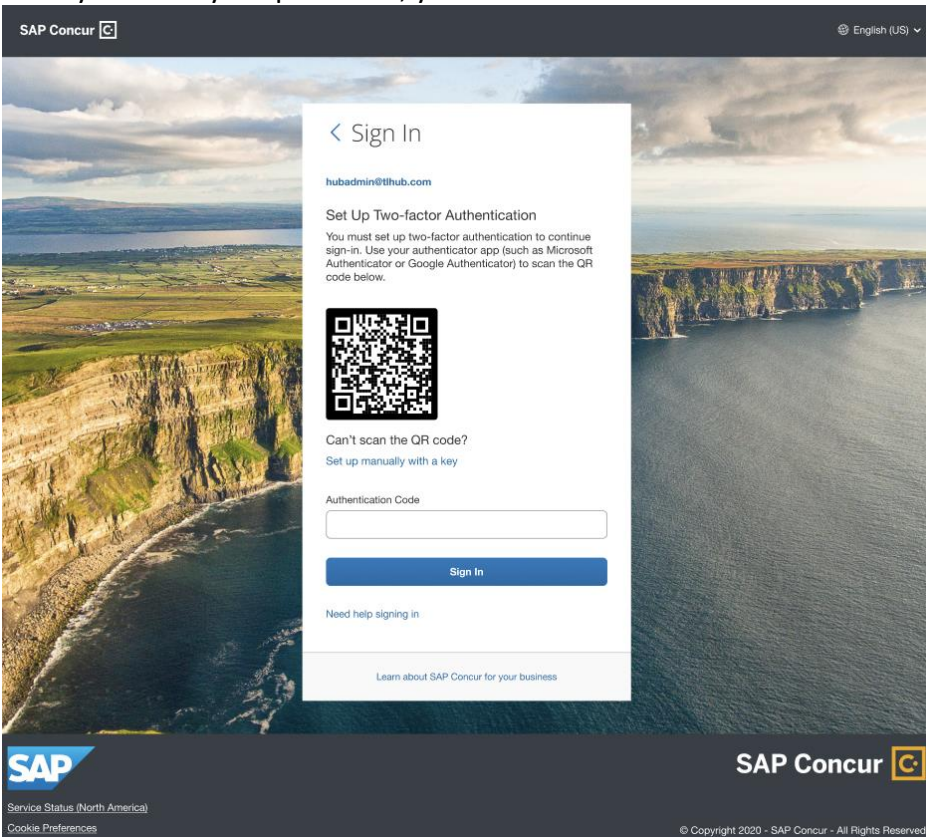 SAP Concur C
English (US)
Sign In
hubadmin@tlhub.com
Set Up Two-factor Authentication
You must set up two-factor authentication to continue
sign-in. Use your authenticator app (such as Microsoft
Authenticator or Google Authenticator) to scan the QR
code below.
Can't scan the QR code?
Set up manually with a key
Authentication Code
Sign In
Need help signing in
Learn about SAP Concur for your business
SAP
SAP Concur C
Service Status (North America)
Cookie Preferences
© Copyright 2020 - SAP Concur - All Rights Reserved